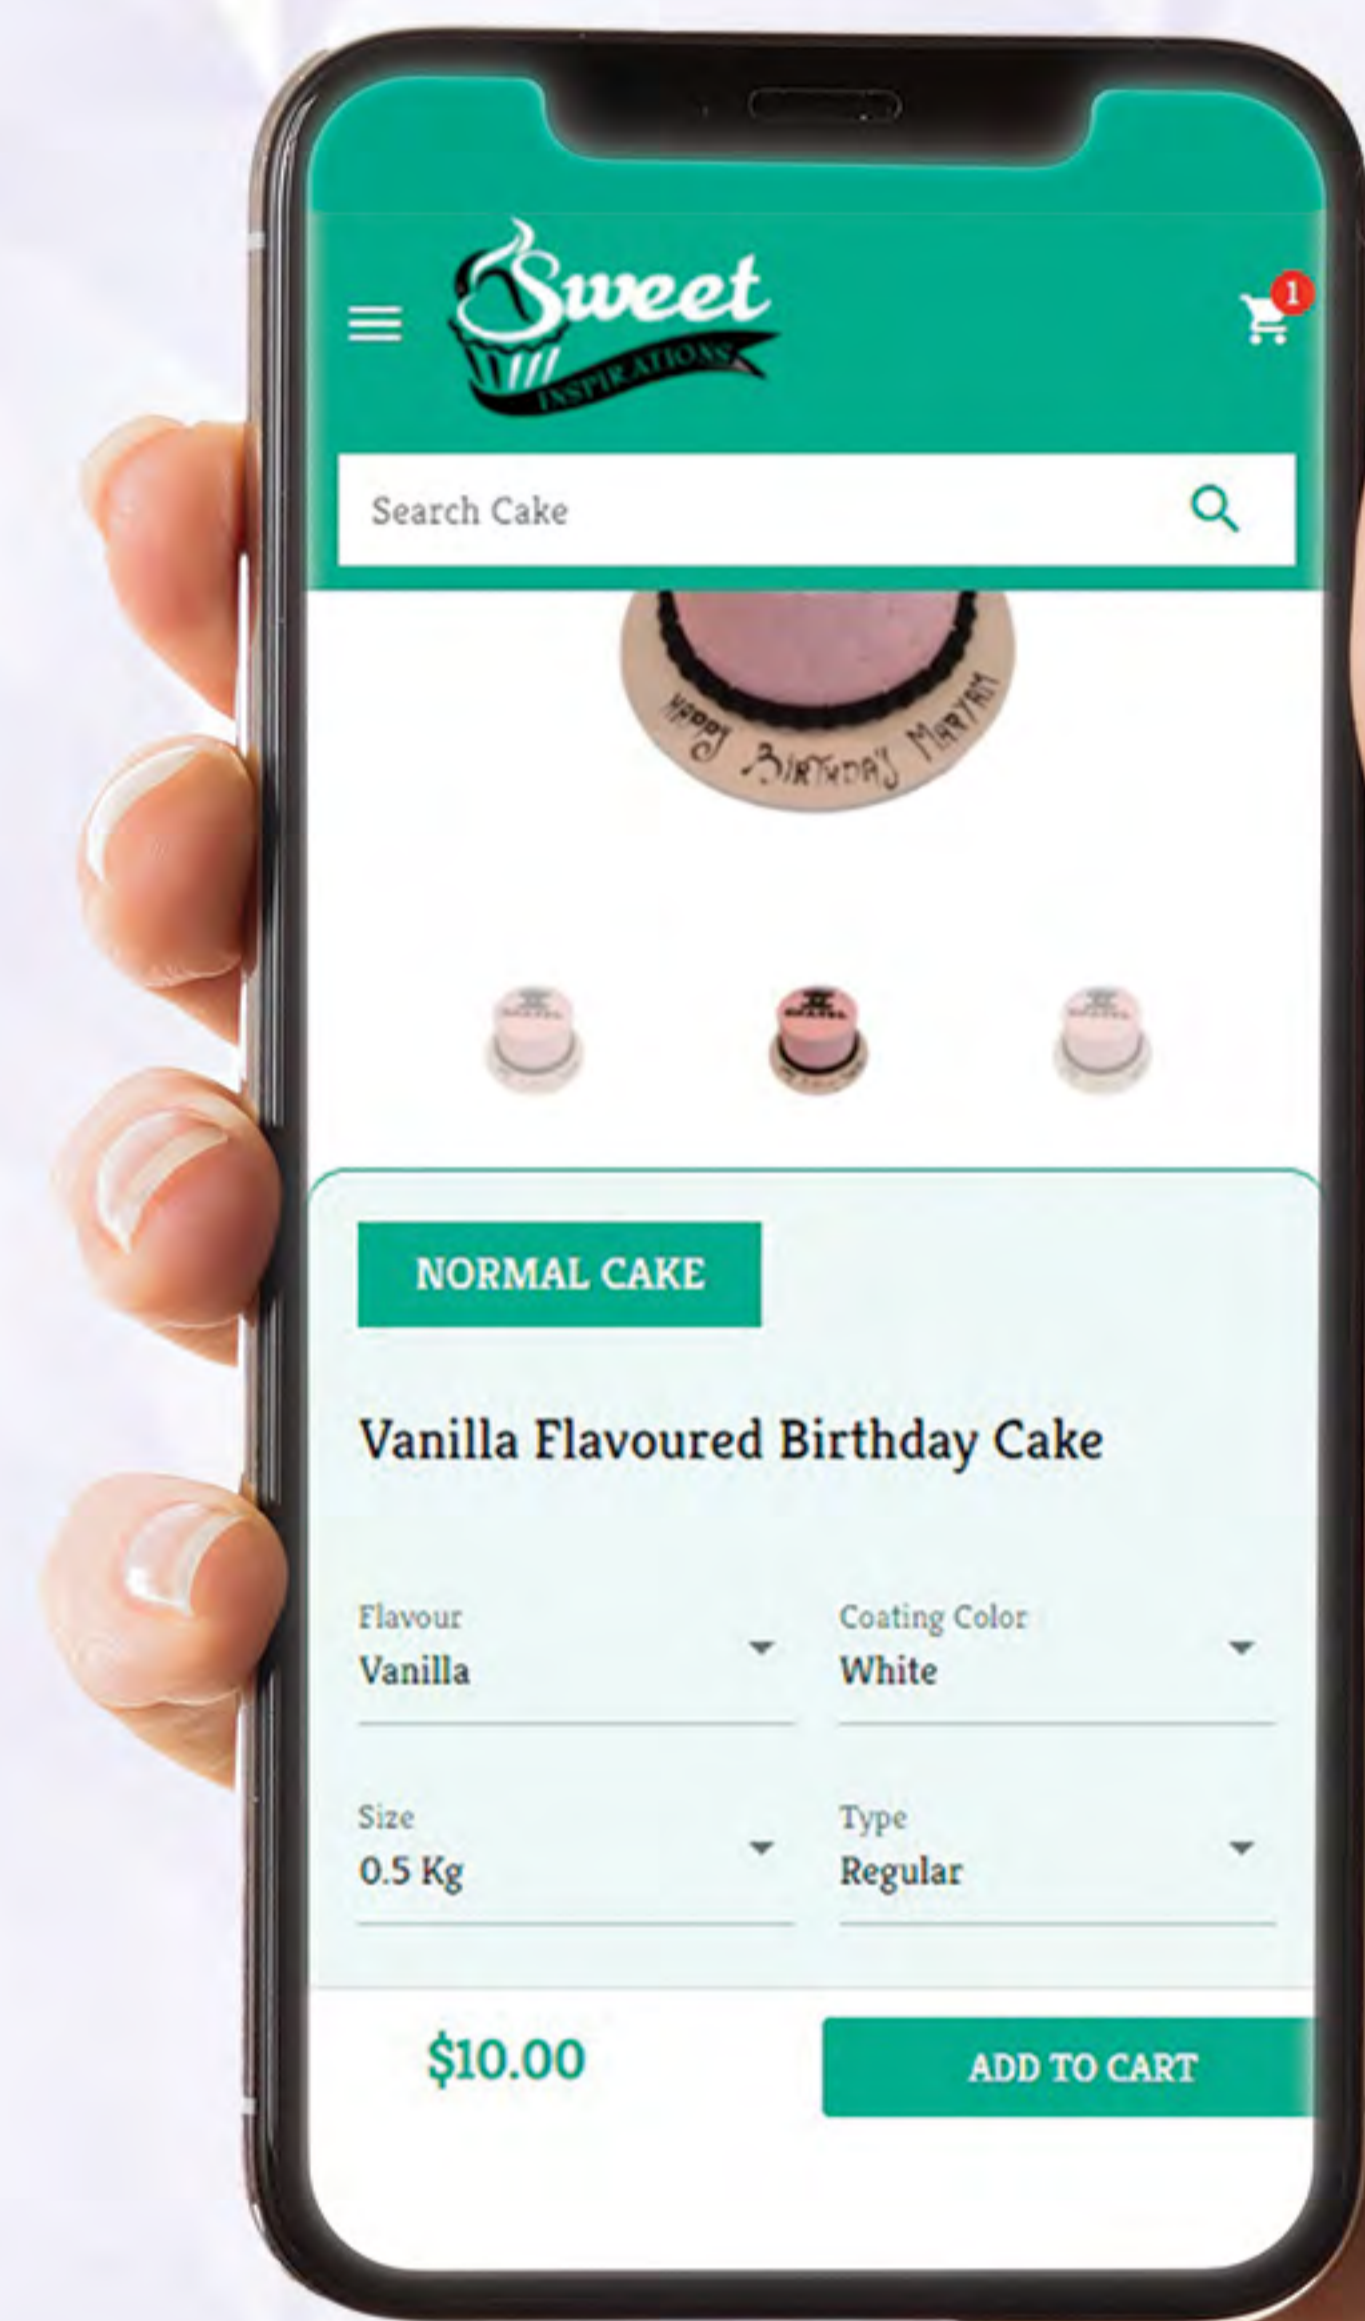 Sweet
INSPIRATIONS
1
Search Cake
HAPPY BIRTHDAY MARYAM
NORMAL CAKE
Vanilla Flavoured Birthday Cake
Flavour
Coating Color
Vanilla
White
Size
Type
0.5 Kg
Regular
$10.00
ADD TO CART